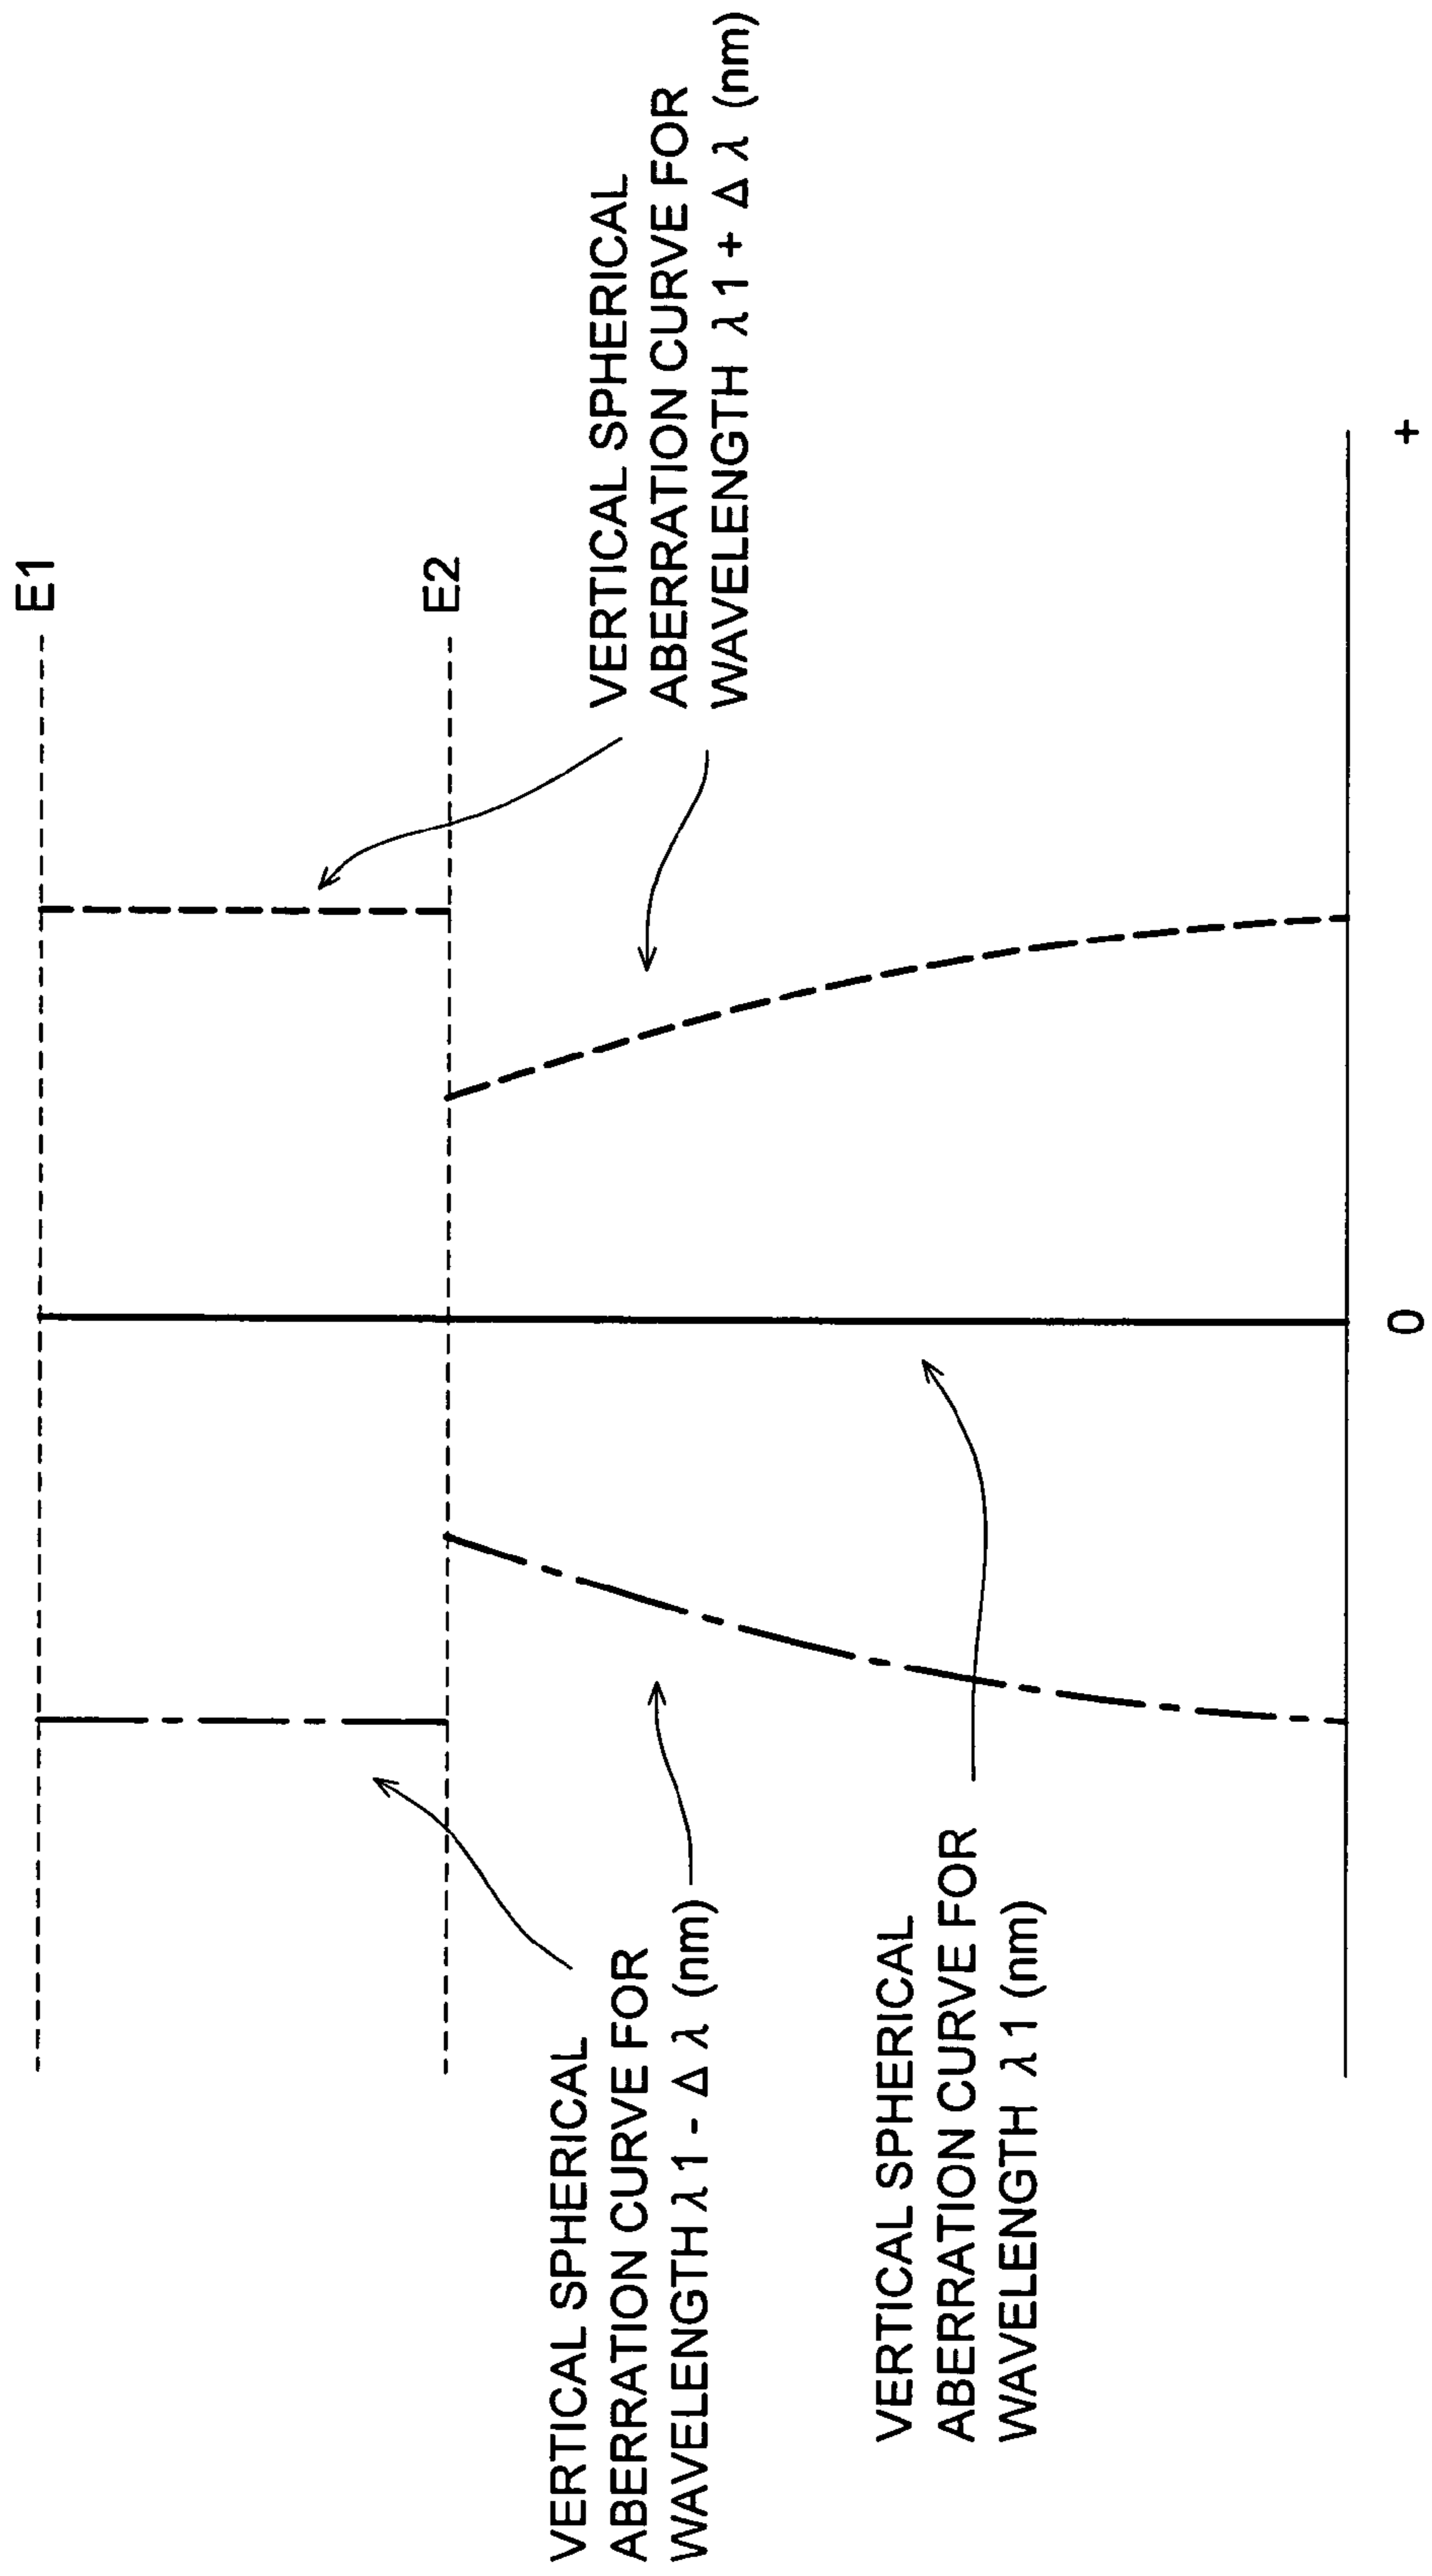 E1
E2
VERTICAL SPHERICAL
ABERRATION CURVE FOR
WAVELENGTH λ1 + Δλ (nm)
VERTICAL SPHERICAL
ABERRATION CURVE FOR
WAVELENGTH λ1 - Δλ (nm)
VERTICAL SPHERICAL
ABERRATION CURVE FOR
WAVELENGTH λ1 (nm)
0
+